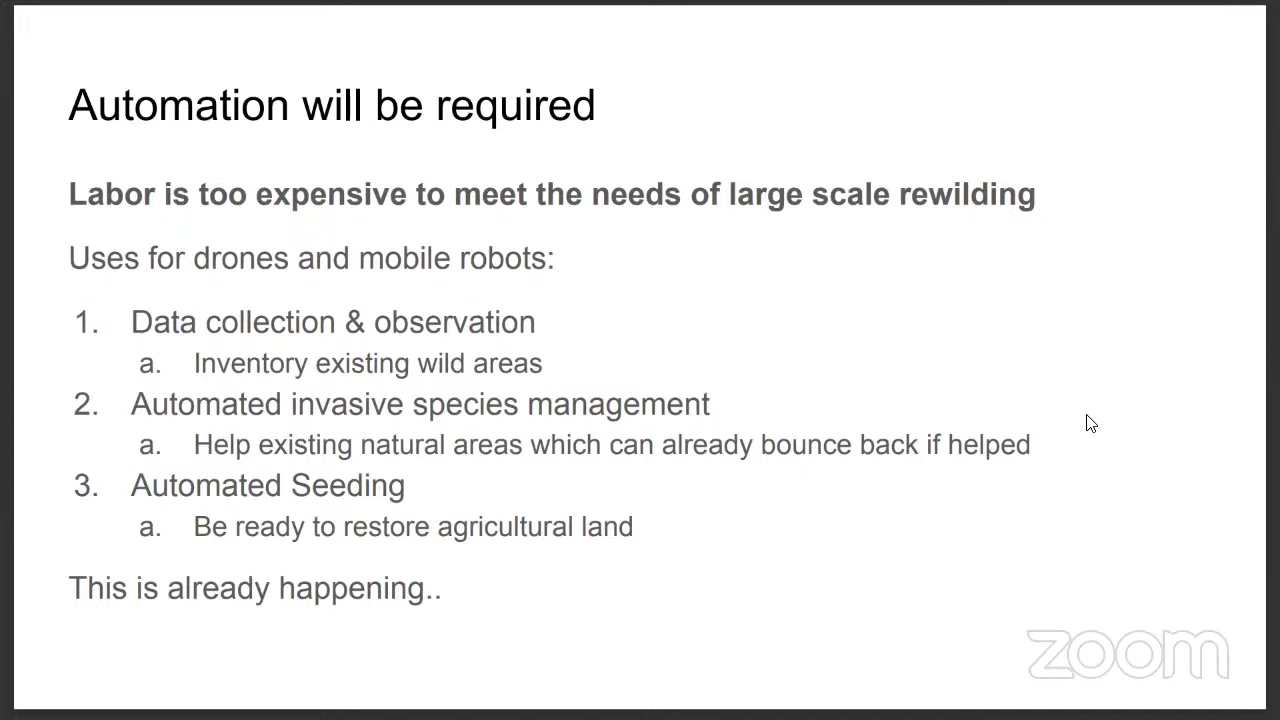 Automation will be required
Labor is too expensive to meet the needs of large scale rewilding
Uses for drones and mobile robots:
1. Data collection & observation
a. Inventory existing wild areas
2. Automated invasive species management
a. Help existing natural areas which can already bounce back if helped
3. Automated Seeding
a. Be ready to restore agricultural land
This is already happening..
zoom